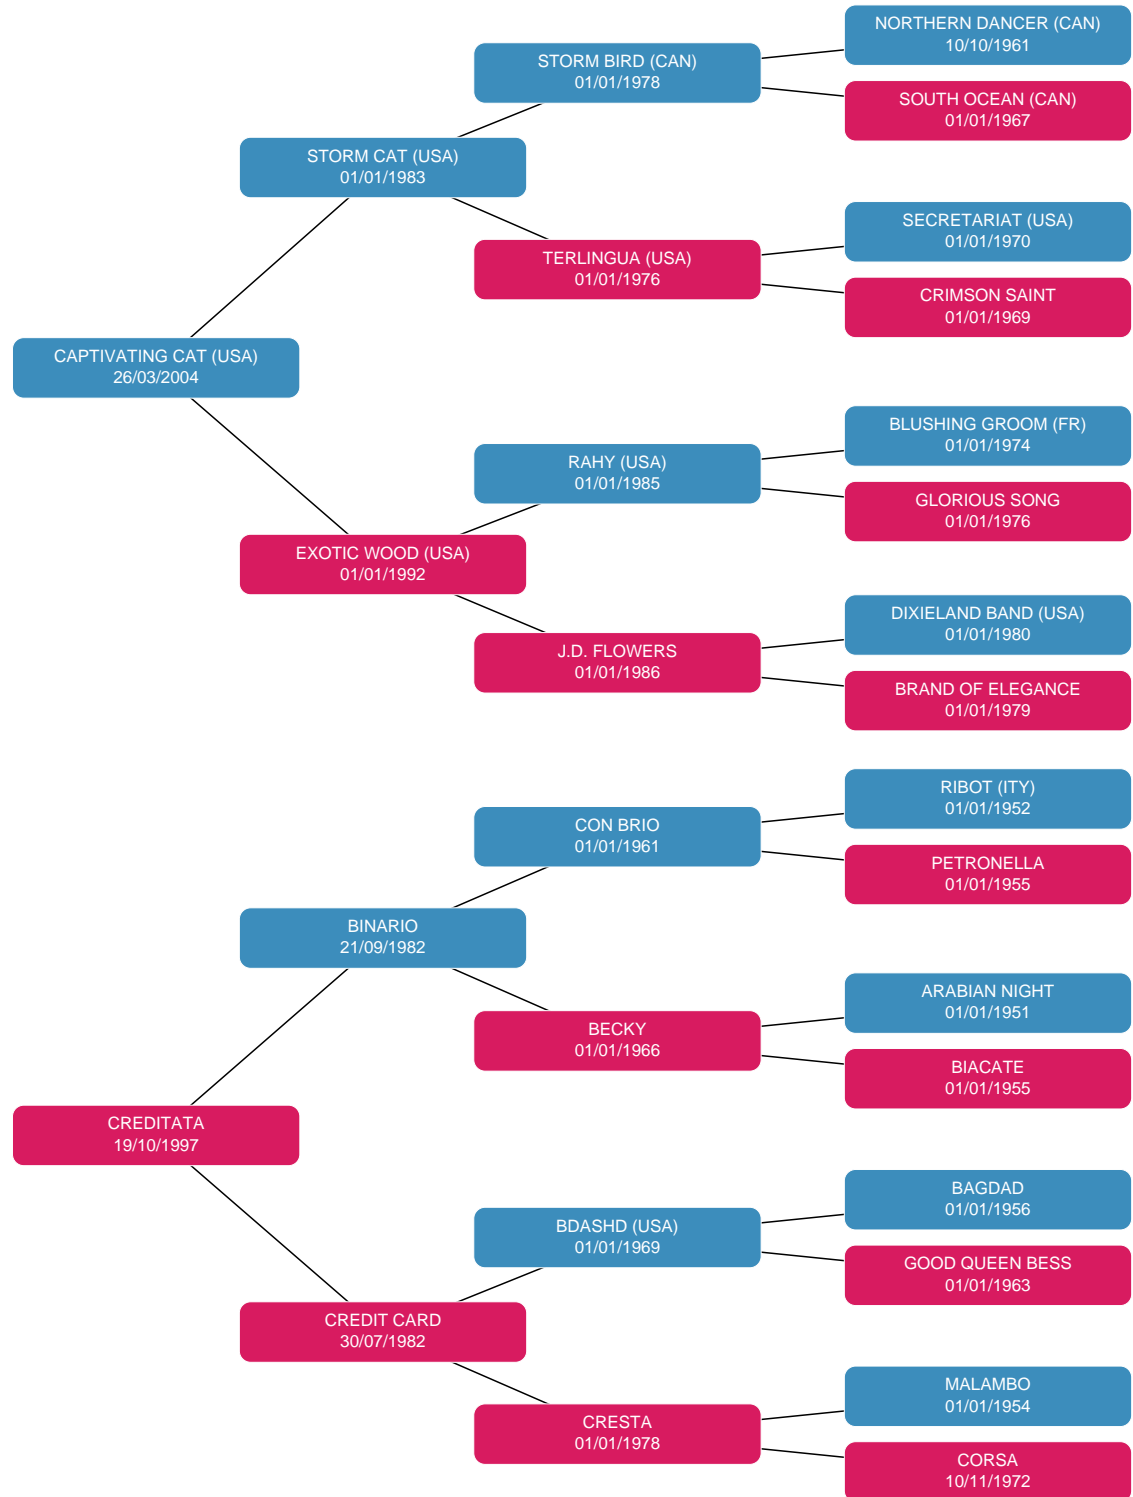 NORTHERN DANCER (CAN)
10/10/1961
STORM BIRD (CAN)
01/01/1978
SOUTH OCEAN (CAN)
01/01/1967
STORM CAT (USA)
01/01/1983
SECRETARIAT (USA)
01/01/1970
TERLINGUA (USA)
01/01/1976
CRIMSON SAINT
01/01/1969
CAPTIVATING CAT (USA)
26/03/2004
BLUSHING GROOM (FR)
01/01/1974
RAHY (USA)
01/01/1985
GLORIOUS SONG
01/01/1976
EXOTIC WOOD (USA)
01/01/1992
DIXIELAND BAND (USA)
01/01/1980
J.D. FLOWERS
01/01/1986
BRAND OF ELEGANCE
01/01/1979
RIBOT (ITY)
01/01/1952
CON BRIO
01/01/1961
PETRONELLA
01/01/1955
BINARIO
21/09/1982
ARABIAN NIGHT
01/01/1951
BECKY
01/01/1966
BIACATE
01/01/1955
CREDITATA
19/10/1997
BAGDAD
01/01/1956
BDASHD (USA)
01/01/1969
GOOD QUEEN BESS
01/01/1963
CREDIT CARD
30/07/1982
MALAMBO
01/01/1954
CRESTA
01/01/1978
CORSA
10/11/1972